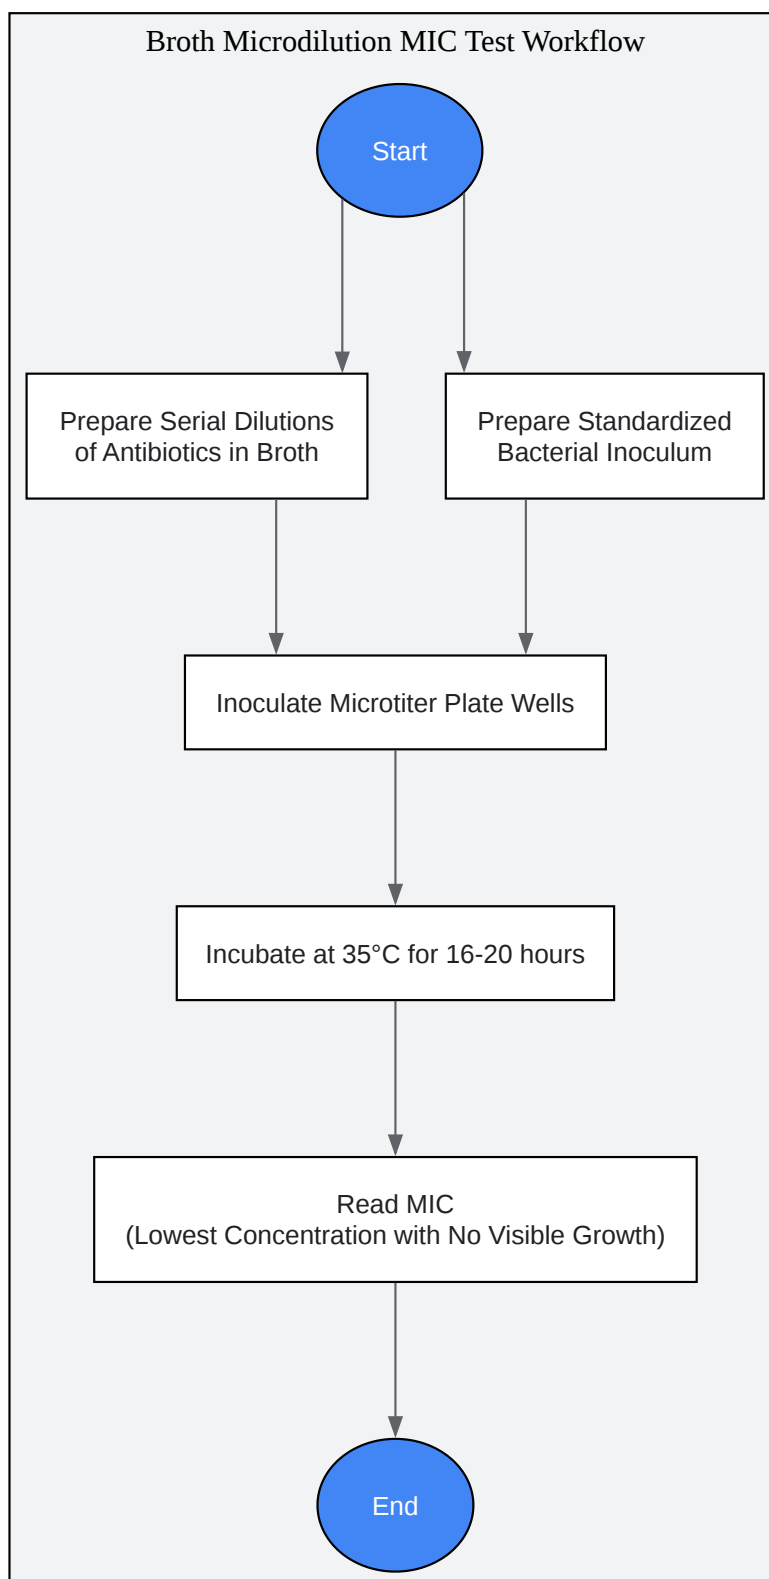 Broth Microdilution MIC Test Workflow
Start
Prepare Serial Dilutions
of Antibiotics in Broth
Prepare Standardized
Bacterial Inoculum
Inoculate Microtiter Plate Wells
Incubate at 35°C for 16-20 hours
Read MIC
(Lowest Concentration with No Visible Growth)
End